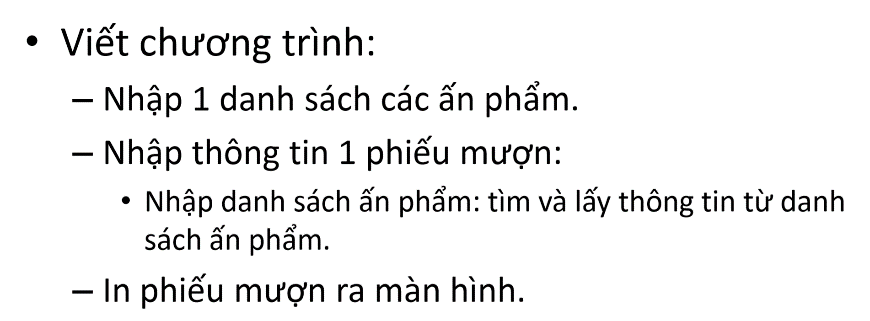 • Viết chương trình:
– Nhập 1 danh sách các ấn phẩm.
– Nhập thông tin 1 phiếu mượn:
• Nhập danh sách ấn phẩm: tìm và lấy thông tin từ danh
sách ấn phẩm.
– In phiếu mượn ra màn hình.